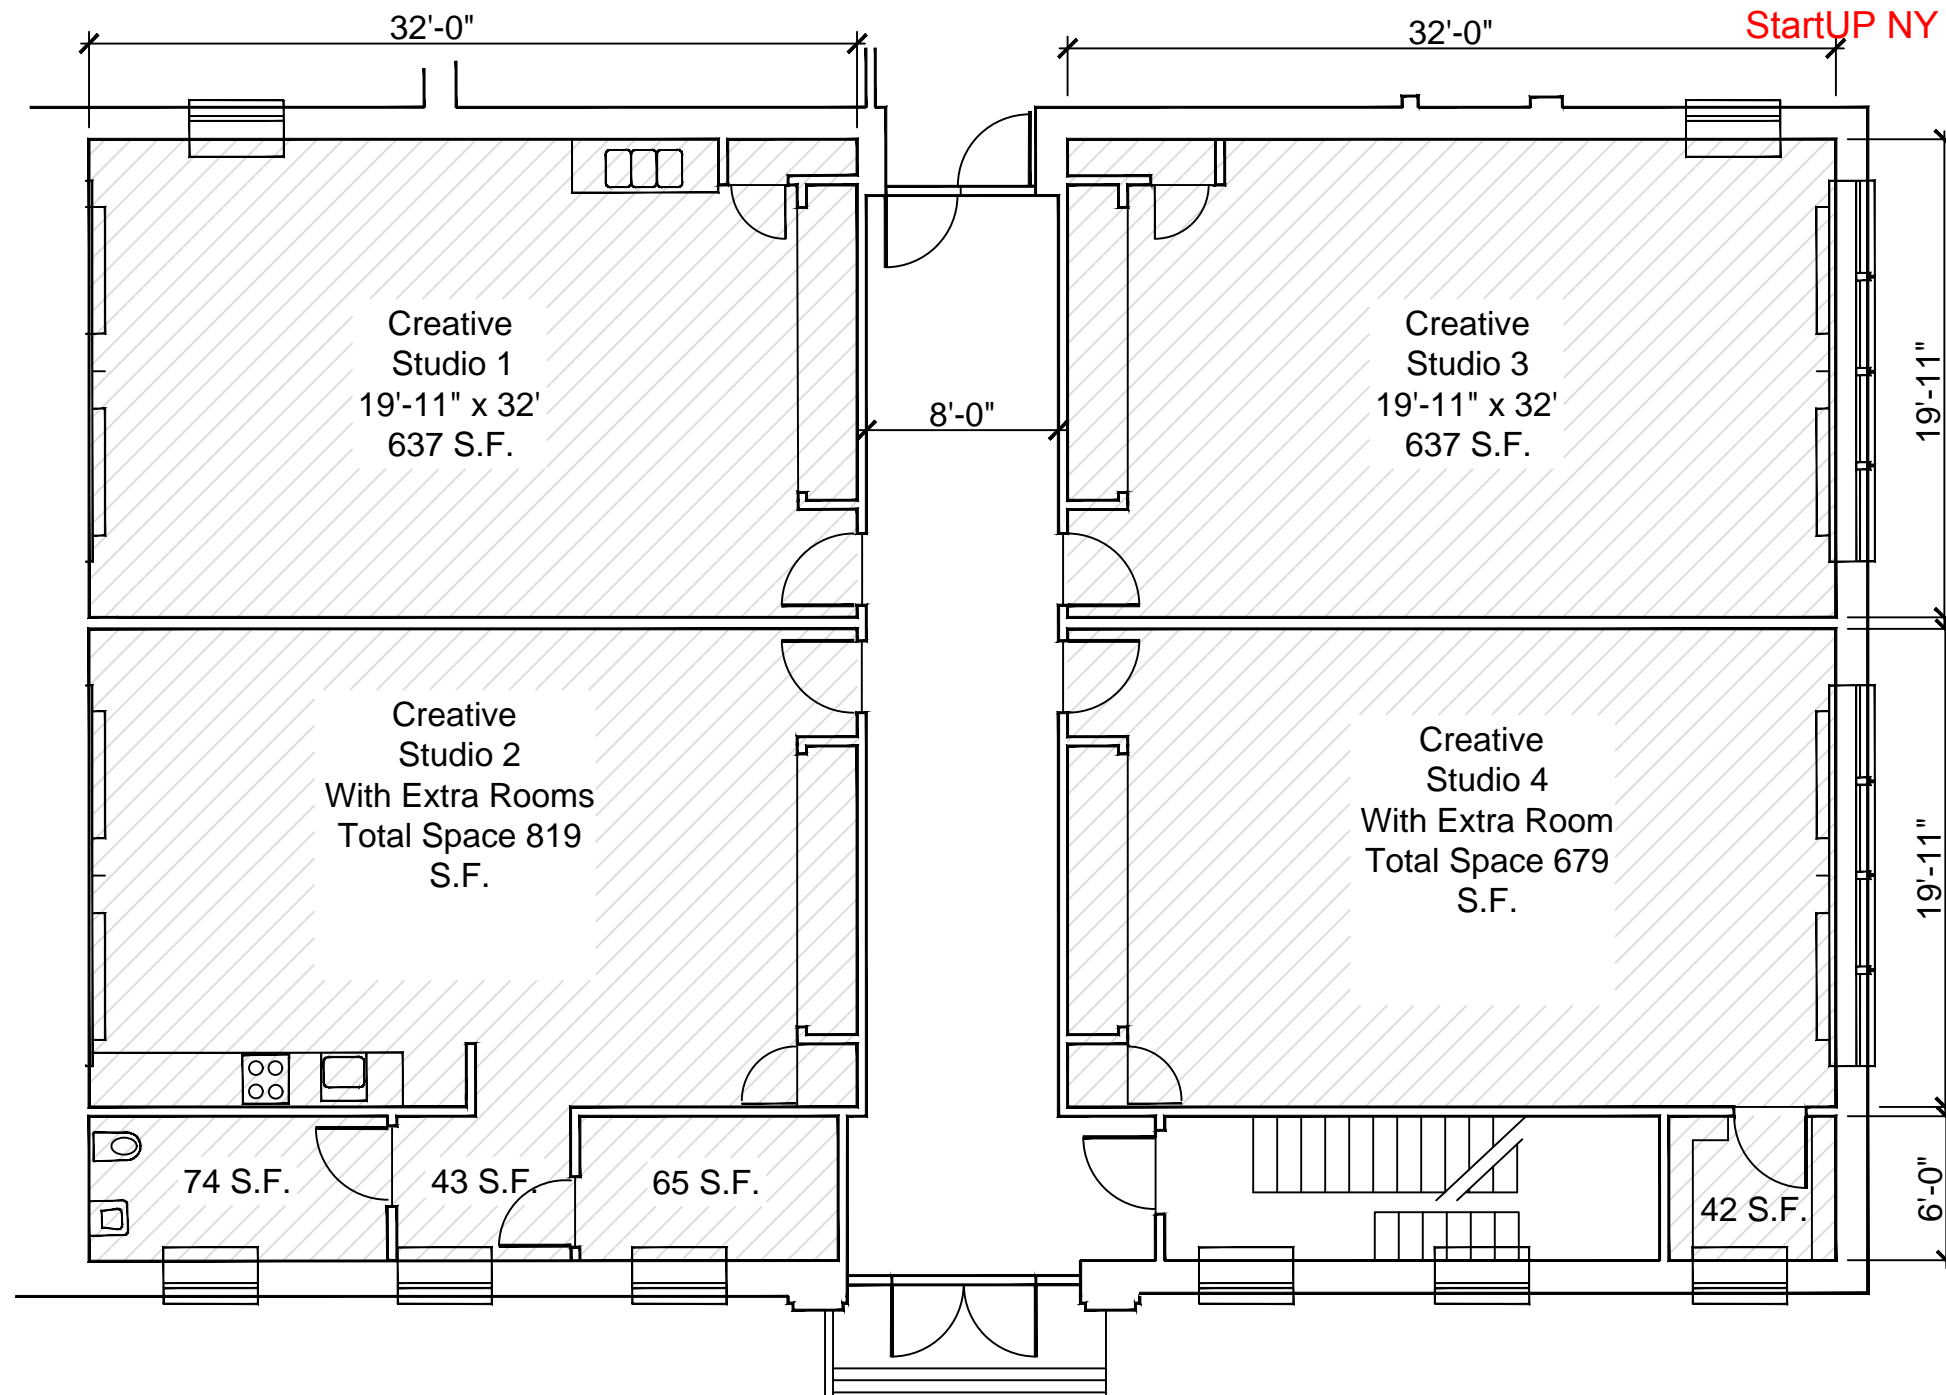 StartUP NY
32'-0"
32'-0"
Creative
Studio 1
19'-11" x 32'
637 S.F.
8'-0"
Creative
Studio 3
19'-11" x 32'
637 S.F.
19'-11"
Creative
Studio 2
With Extra Rooms
Total Space 819
S.F.
Creative
Studio 4
With Extra Room
Total Space 679
S.F.
19'-11"
74 S.F.
43 S.F.
65 S.F.
42 S.F.
6'-0"